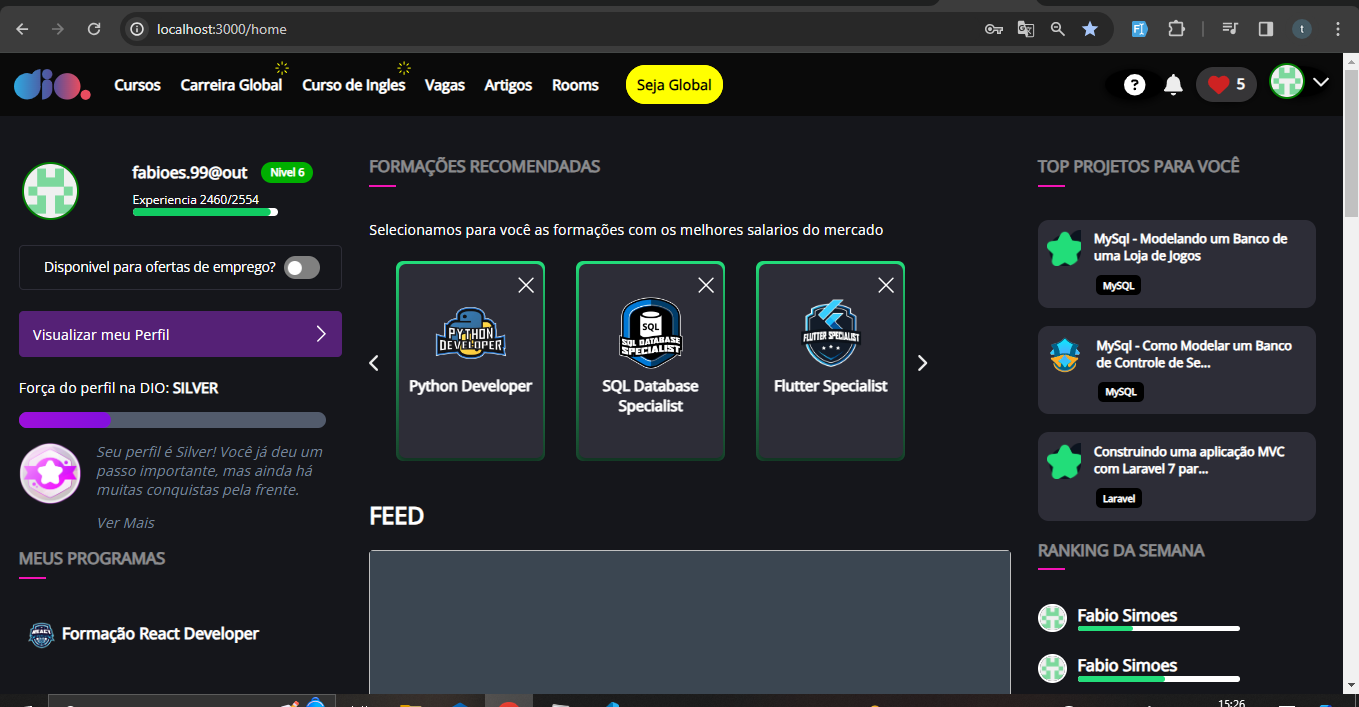 localhost:3000/home
dio.
Cursos
Carreira Global
Curso de Ingles
Vagas
Artigos
Rooms
Seja Global
?
5
fabioes.99@out
Nivel 6
Experiencia 2460/2554
Disponivel para ofertas de emprego?
Visualizar meu Perfil
Força do perfil na DIO: SILVER
Seu perfil é Silver! Você já deu um
passo importante, mas ainda há
muitas conquistas pela frente.
Ver Mais
MEUS PROGRAMAS
REACT
Formação React Developer
FORMAÇÕES RECOMENDADAS
Selecionamos para você as formações com os melhores salarios do mercado
PYTHON
DEVELOPER
Python Developer
SQL
SQL DATABASE
SPECIALIST
SQL Database
Specialist
FLUTTER SPECIALIST
Flutter Specialist
FEED
TOP PROJETOS PARA VOCÊ
MySql - Modelando um Banco de
uma Loja de Jogos
MySQL
MySql - Como Modelar um Banco
de Controle de Se...
MySQL
Construindo uma aplicação MVC
com Laravel 7 par...
Laravel
RANKING DA SEMANA
Fabio Simoes
Fabio Simoes
15:26